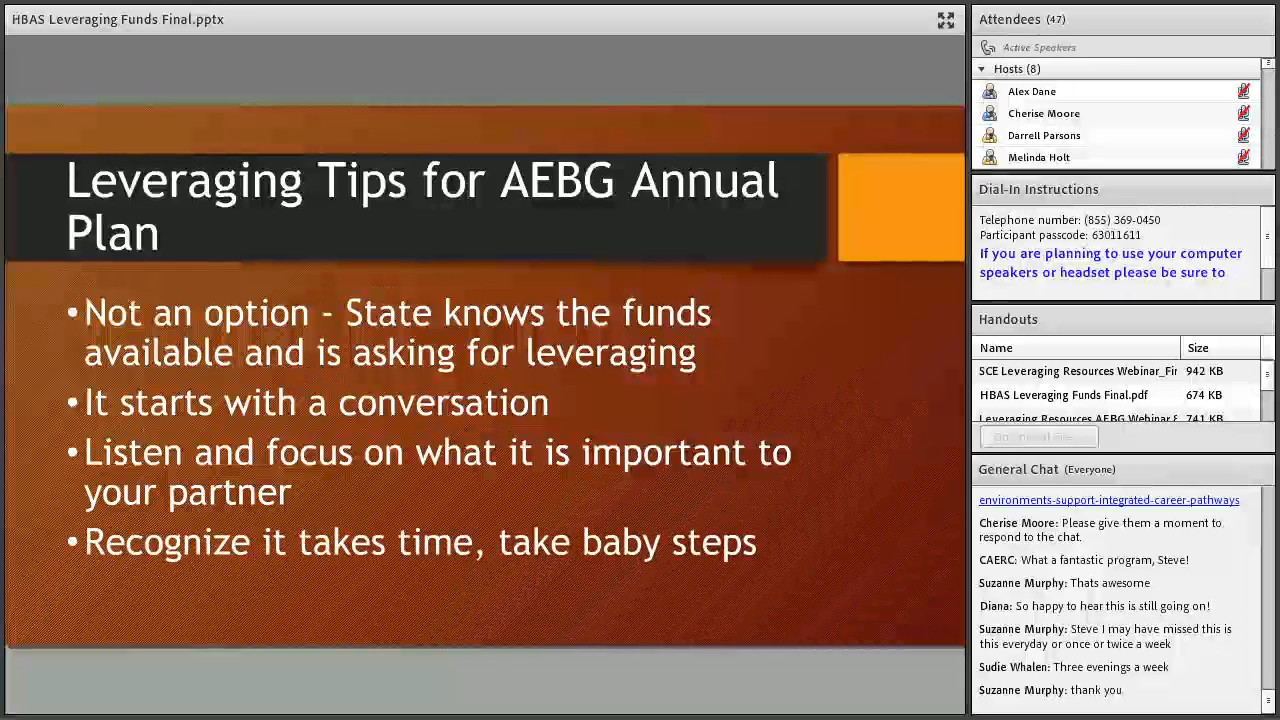 HBAS Leveraging Funds Final.pptx
Leveraging Tips for AEBG Annual
Plan
•Not an option - State knows the funds
available and is asking for leveraging
•It starts with a conversation
•Listen and focus on what it is important to
your partner
•Recognize it takes time, take baby steps
Attendees (47)
Active Speakers
Hosts (8)
Alex Dane
Cherise Moore
Darrell Parsons
Melinda Holt
Dial-In Instructions
Telephone number: (855) 369-0450
Participant passcode: 63011611
If you are planning to use your computer
speakers or headset please be sure to
Handouts
Name Size
SCE Leveraging Resources Webinar_Fir 942 KB
HBAS Leveraging Funds Final.pdf 674 KB
Leveraging Resources AEBG Webinar 741 KB
General Chat (Everyone)
environments-support-integrated-career-pathways
Cherise Moore: Please give them a moment to
respond to the chat.
CAERC: What a fantastic program, Steve!
Suzanne Murphy: Thats awesome
Diana: So happy to hear this is still going on!
Suzanne Murphy: Steve I may have missed this is
this everyday or once or twice a week
Sudie Whalen: Three evenings a week
Suzanne Murphy: thank you